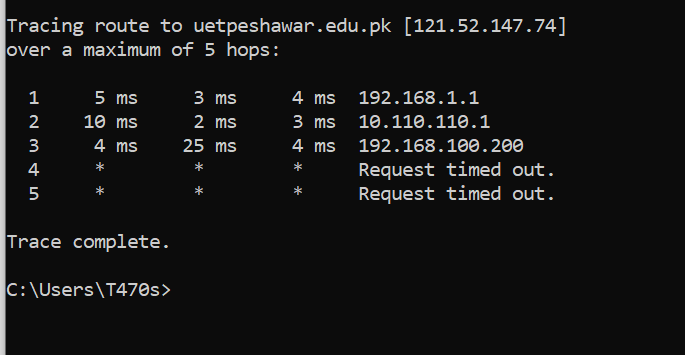 Tracing route to uetpeshawar.edu.pk [121.52.147.74]
over a maximum of 5 hops:
1 5 ms 3 ms 4 ms 192.168.1.1
2 10 ms 2 ms 3 ms 10.110.110.1
3 4 ms 25 ms 4 ms 192.168.100.200
4 * * * Request timed out.
5 * * * Request timed out.
Trace complete.
C:\Users\T470s>